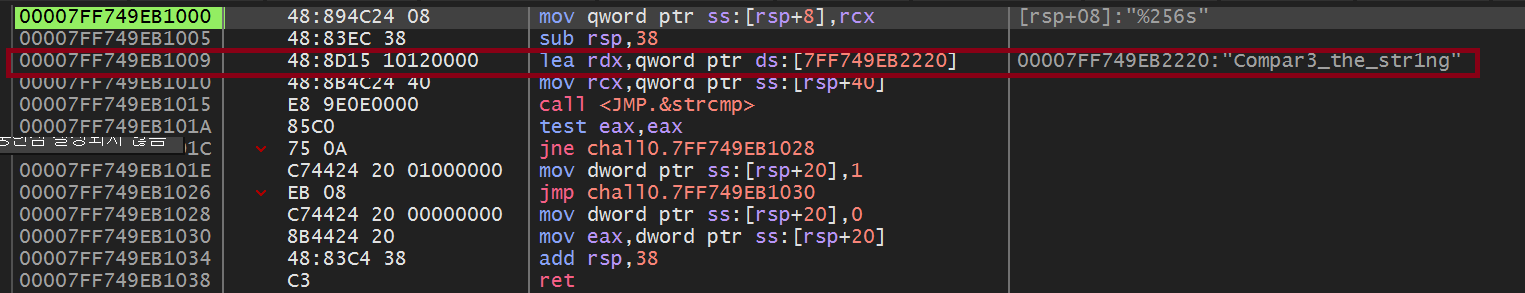 00007FF749EB1000 48:894C24 08 mov qword ptr ss:[rsp+8],rcx [rsp+08]:"%256s"
00007FF749EB1005 48:83EC 38 sub rsp,38
00007FF749EB1009 48:8D15 10120000 lea rdx,qword ptr ds:[7FF749EB2220] 00007FF749EB2220:"Compar3_the_str1ng"
00007FF749EB1010 48:8B4C24 40 mov rcx,qword ptr ss:[rsp+40]
00007FF749EB1015 E8 9E0E0000 call <JMP.&strcmp>
00007FF749EB101A 85C0 test eax,eax
1C 75 0A jne chall0.7FF749EB1028
00007FF749EB101E C74424 20 01000000 mov dword ptr ss:[rsp+20],1
00007FF749EB1026 EB 08 jmp chall0.7FF749EB1030
00007FF749EB1028 C74424 20 00000000 mov dword ptr ss:[rsp+20],0
00007FF749EB1030 8B4424 20 mov eax,dword ptr ss:[rsp+20]
00007FF749EB1034 48:83C4 38 add rsp,38
00007FF749EB1038 C3 ret